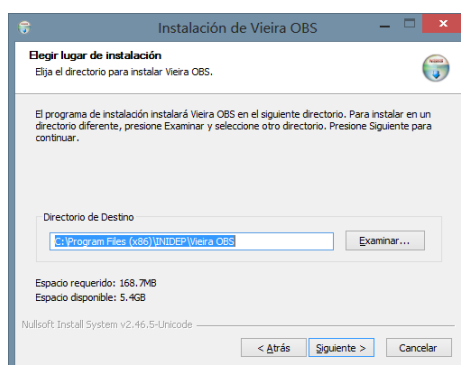 Instalación de Vieira OBS
Elegir lugar de instalación
Elija el directorio para instalar Vieira OBS.
El programa de instalación instalará Vieira OBS en el siguiente directorio. Para instalar en un
directorio diferente, presione Examinar y seleccione otro directorio. Presione Siguiente para
continuar.
Directorio de Destino
C:\Program Files (x86)\INIDEP\Vieira OBS
Examinar...
Espacio requerido: 168.7MB
Espacio disponible: 5.4GB
Nullsoft Install System v2.46.5-Unicode
< Atrás
Siguiente >
Cancelar